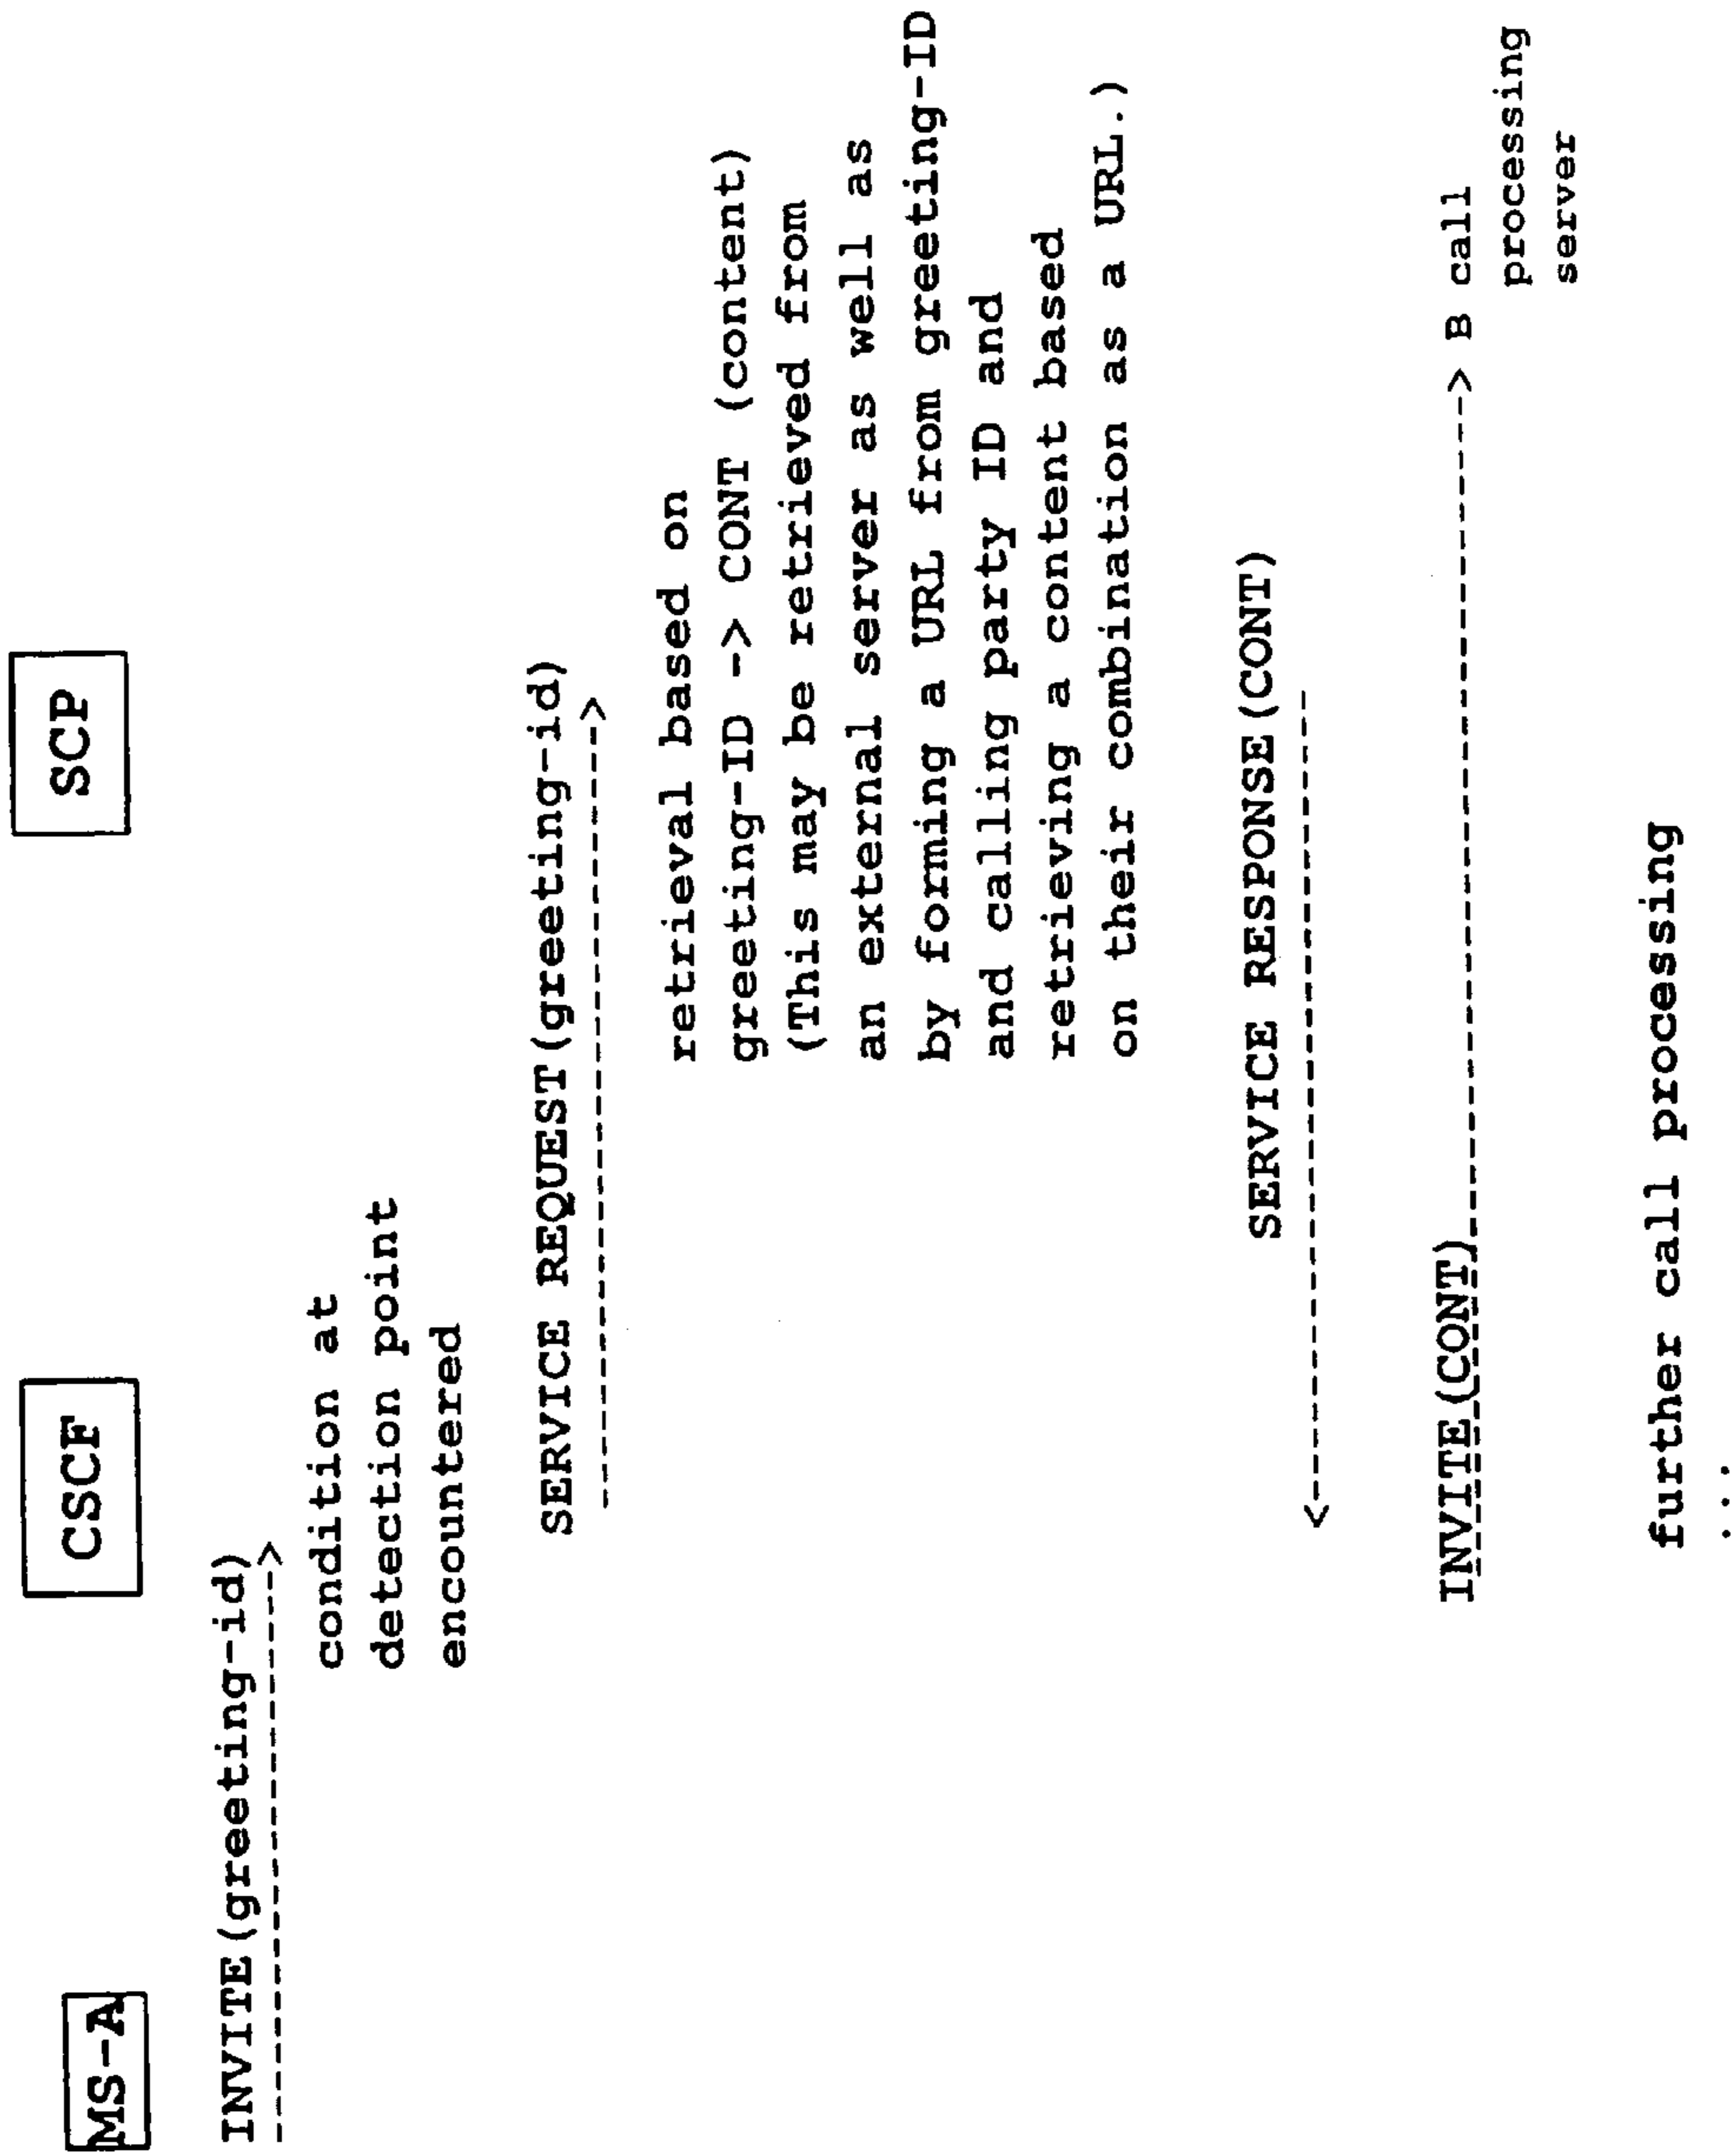 MS-A
CSCF
SCP
INVITE(greeting-id)
------------------------------>
condition at
detection point
encountered
SERVICE REQUEST(greeting-id)
------------------------------>
retrieval based on
greeting-ID -> CONT (content)
(This may be retrieved from
an external server as well as
by forming a URL from greeting-ID
and calling party ID and
retrieving a content based
on their combination as a URL.)
SERVICE RESPONSE(CONT)
<------------------------------
INVITE(CONT)
------------------------------> B call
processing
server
further call processing
...